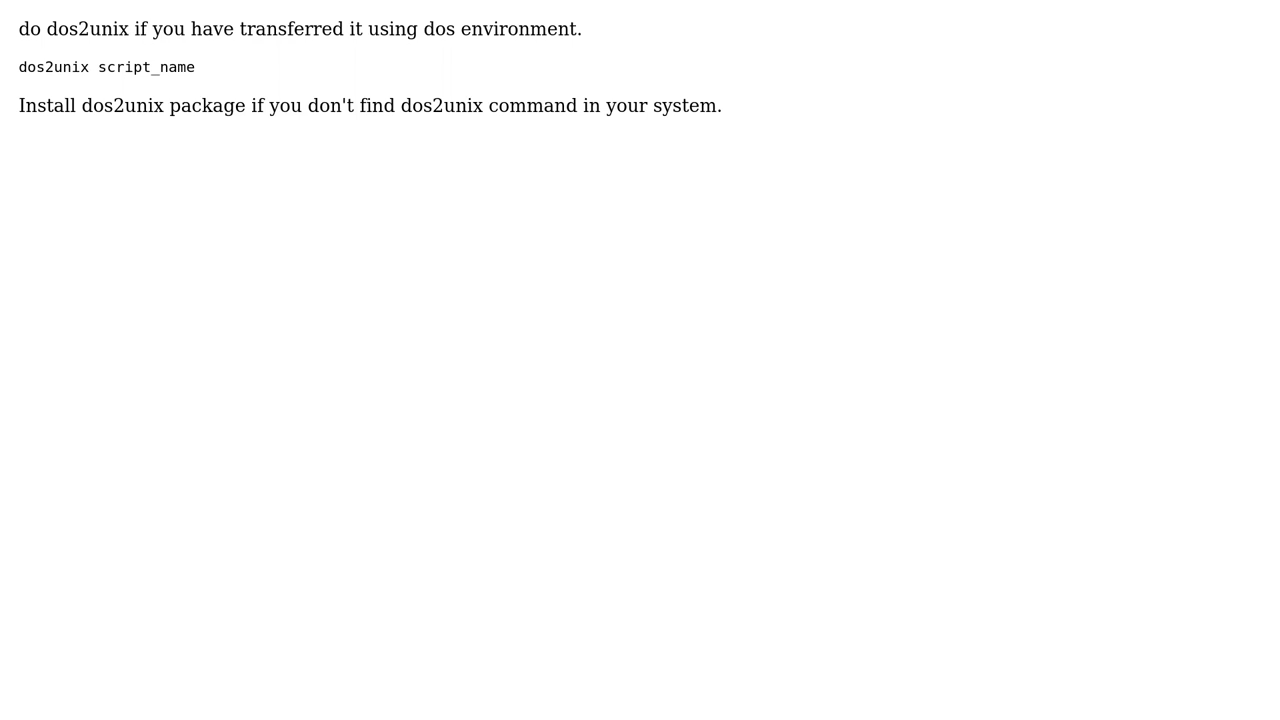 do dos2unix if you have transferred it using dos environment.
dos2unix script_name
Install dos2unix package if you don't find dos2unix command in your system.